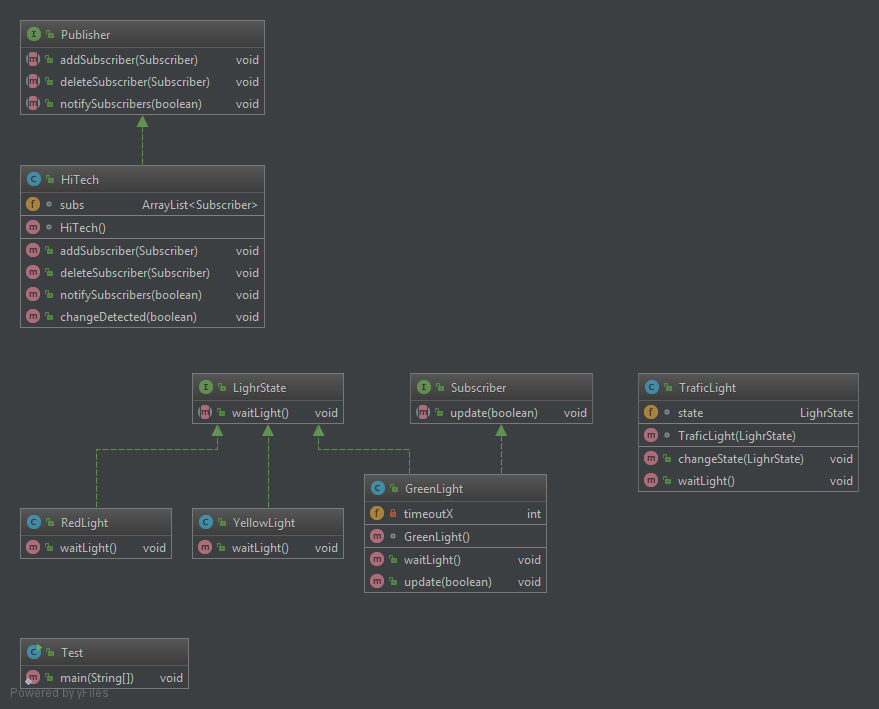 Publisher
addSubscriber(Subscriber) void
deleteSubscriber(Subscriber) void
notifySubscribers(boolean) void
HiTech
subs ArrayList<Subscriber>
HiTech()
addSubscriber(Subscriber) void
deleteSubscriber(Subscriber) void
notifySubscribers(boolean) void
changeDetected(boolean) void
LighrState
waitLight() void
Subscriber
update(boolean) void
TraficLight
state LighrState
TraficLight(LighrState)
changeState(LighrState) void
waitLight() void
RedLight
waitLight() void
YellowLight
waitLight() void
GreenLight
timeoutX int
GreenLight()
waitLight() void
update(boolean) void
Test
main(String[]) void
Powered by yFiles